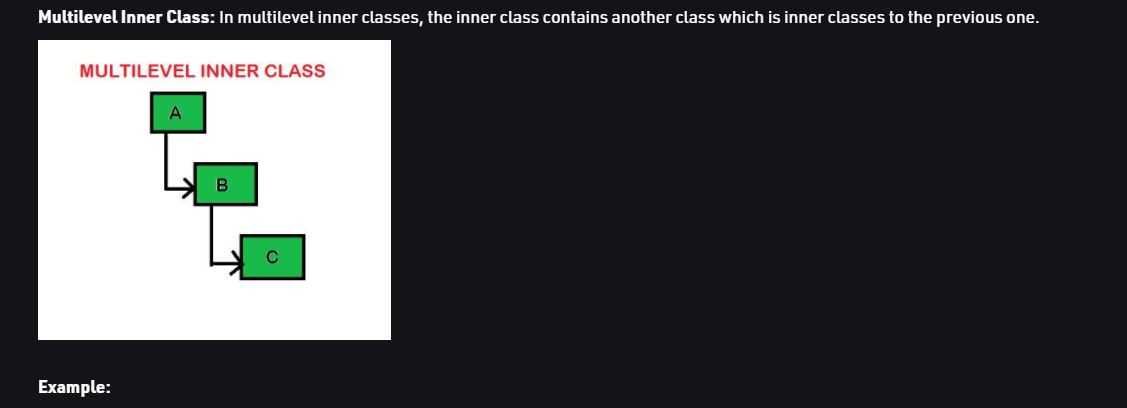 Multilevel Inner Class: In multilevel inner classes, the inner class contains another class which is inner classes to the previous one.
MULTILEVEL INNER CLASS
A
B
C
Example: